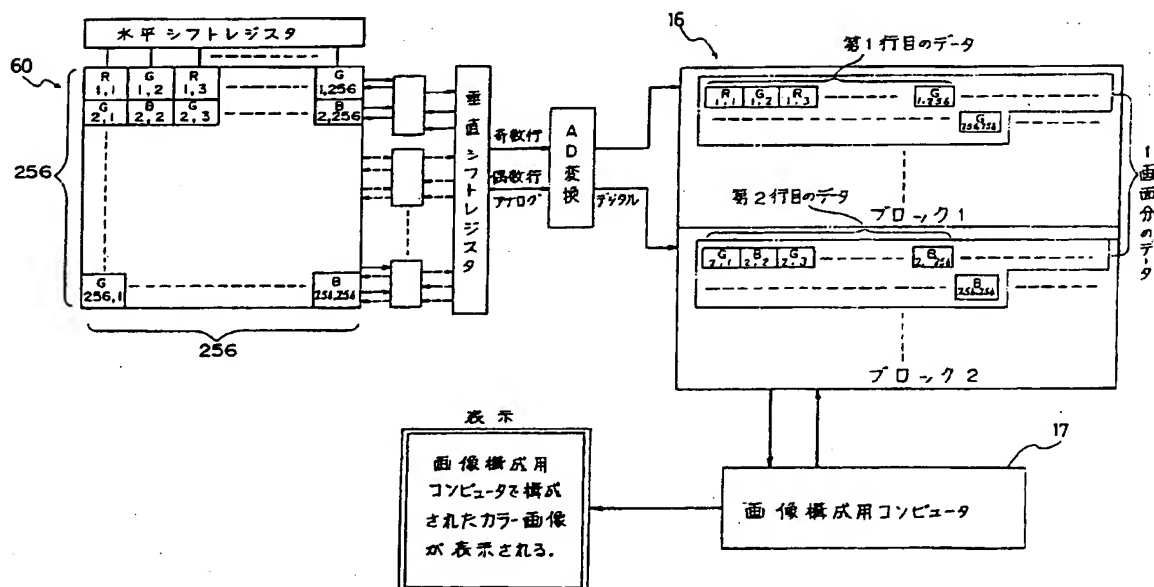 水平シフトレジスタ
60
R 1,1
G 1,2
R 1,3
G 1,256
G 2,1
B 2,2
G 2,3
B 2,256
256
G 256,1
B 256,256
256
垂直シフトレジスタ
奇数行
偶数行
アナログ
AD変換
デジタル
16
第1行目のデータ
R 1,1
G 1,2
R 1,3
G 1,256
G 256,256
ブロック1
第2行目のデータ
G 2,1
B 2,2
G 2,3
B 2,256
B 256,256
ブロック2
1画面分のデータ
表示
画像構成用
コンピュータで構成
されたカラー画像
が表示される.
17
画像構成用コンピュータ